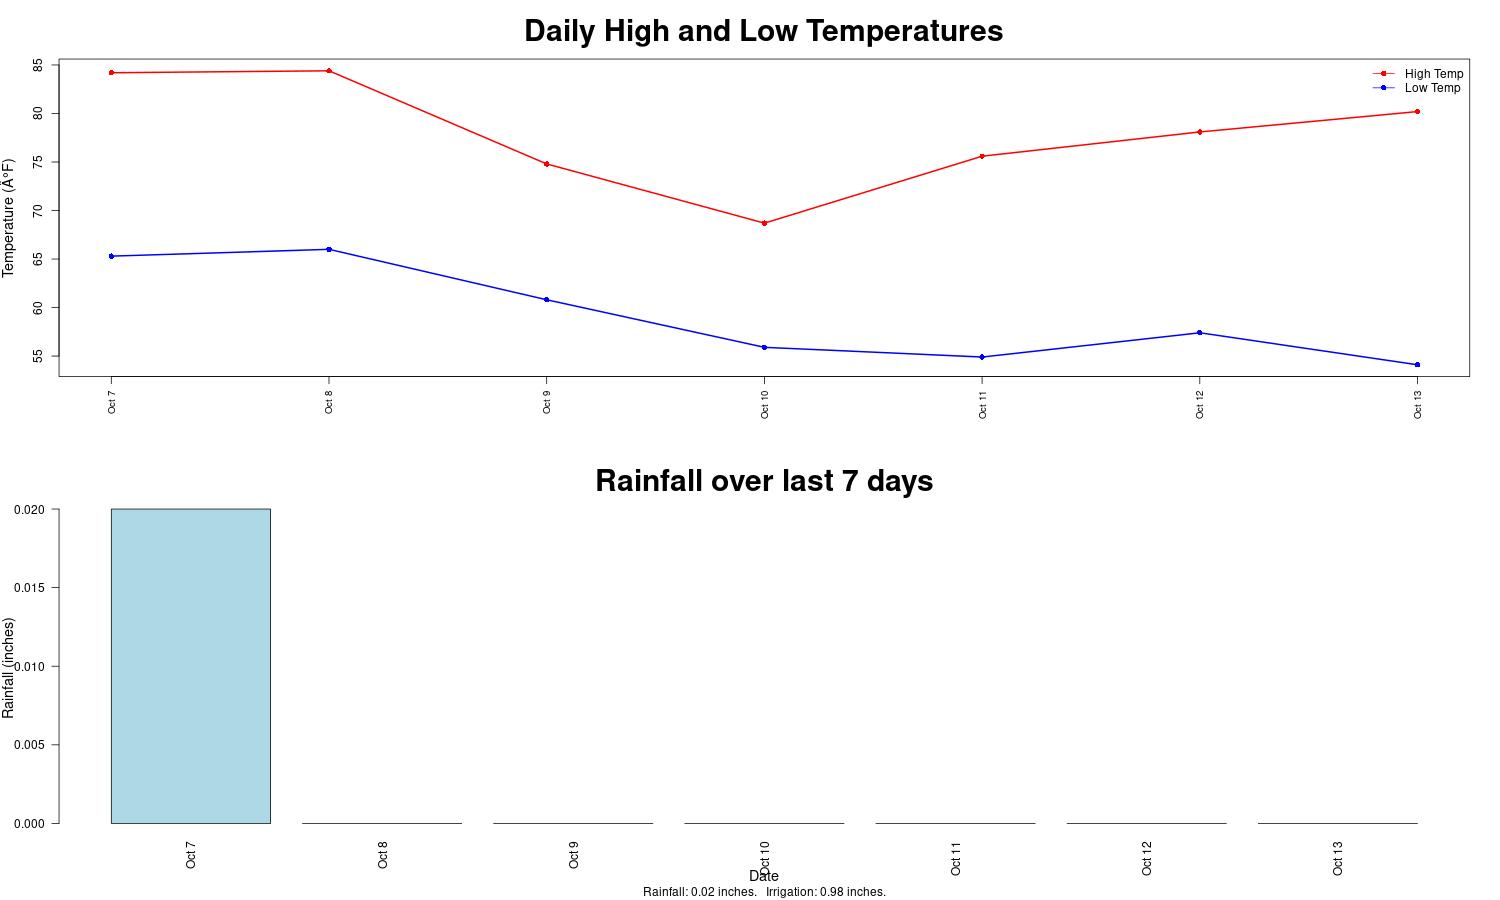 Daily High and Low Temperatures
Temperature (Â°F)
85
80
75
70
65
60
55
High Temp
Low Temp
Oct 7
Oct 8
Oct 9
Oct 10
Oct 11
Oct 12
Oct 13
Rainfall over last 7 days
Rainfall (inches)
0.020
0.015
0.010
0.005
0.000
Oct 7
Oct 8
Oct 9
Oct 10
Oct 11
Oct 12
Oct 13
Date
Rainfall: 0.02 inches.   Irrigation: 0.98 inches.